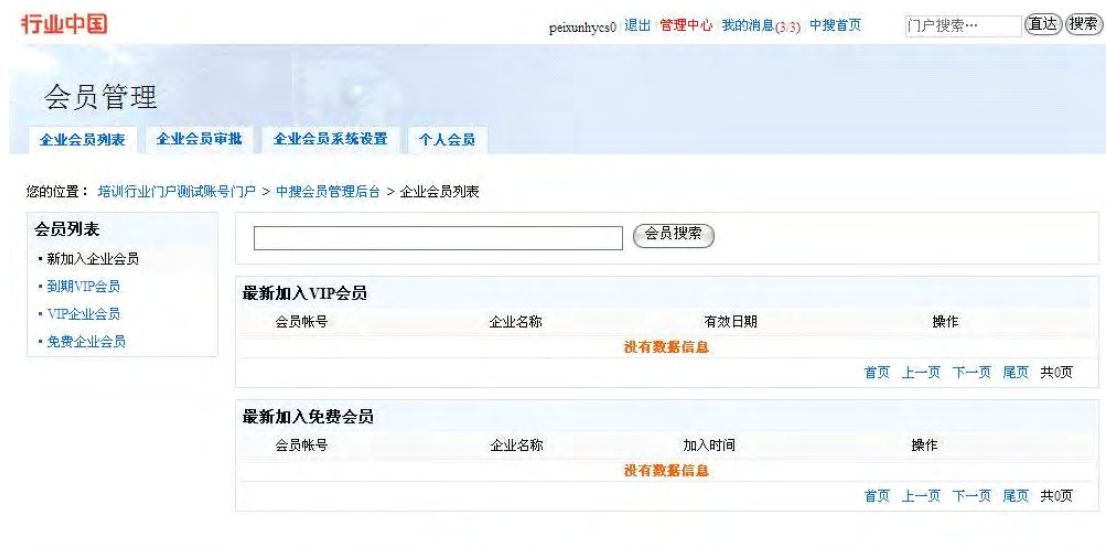 行业中国
peixunhycs0 退出 管理中心 我的消息(3/3) 中搜首页 门户搜索… 直达 搜索
会员管理
企业会员列表 企业会员审批 企业会员系统设置 个人会员
您的位置： 培训行业门户测试账号门户 > 中搜会员管理后台 > 企业会员列表
会员列表
▪ 新加入企业会员
▪ 到期VIP会员
▪ VIP企业会员
▪ 免费企业会员
会员搜索
最新加入VIP会员
会员帐号 企业名称 有效日期 操作
没有数据信息
首页 上一页 下一页 尾页 共0页
最新加入免费会员
会员帐号 企业名称 加入时间 操作
没有数据信息
首页 上一页 下一页 尾页 共0页